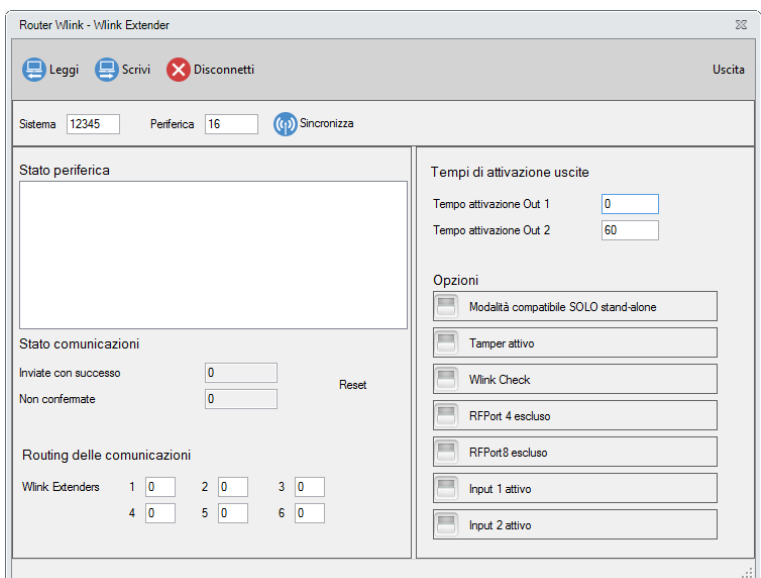 Router Wlink - Wlink Extender
Leggi Scrivi Disconnetti Uscita
Sistema 12345 Periferica 16 Sincronizza
Stato periferica
Stato comunicazioni
Inviate con successo 0
Non confermate 0
Reset
Routing delle comunicazioni
Wlink Extenders 1 0 2 0 3 0
4 0 5 0 6 0
Tempi di attivazione uscite
Tempo attivazione Out 1 0
Tempo attivazione Out 2 60
Opzioni
Modalità compatibile SOLO stand-alone
Tamper attivo
Wlink Check
RFPort 4 escluso
RFPort8 escluso
Input 1 attivo
Input 2 attivo